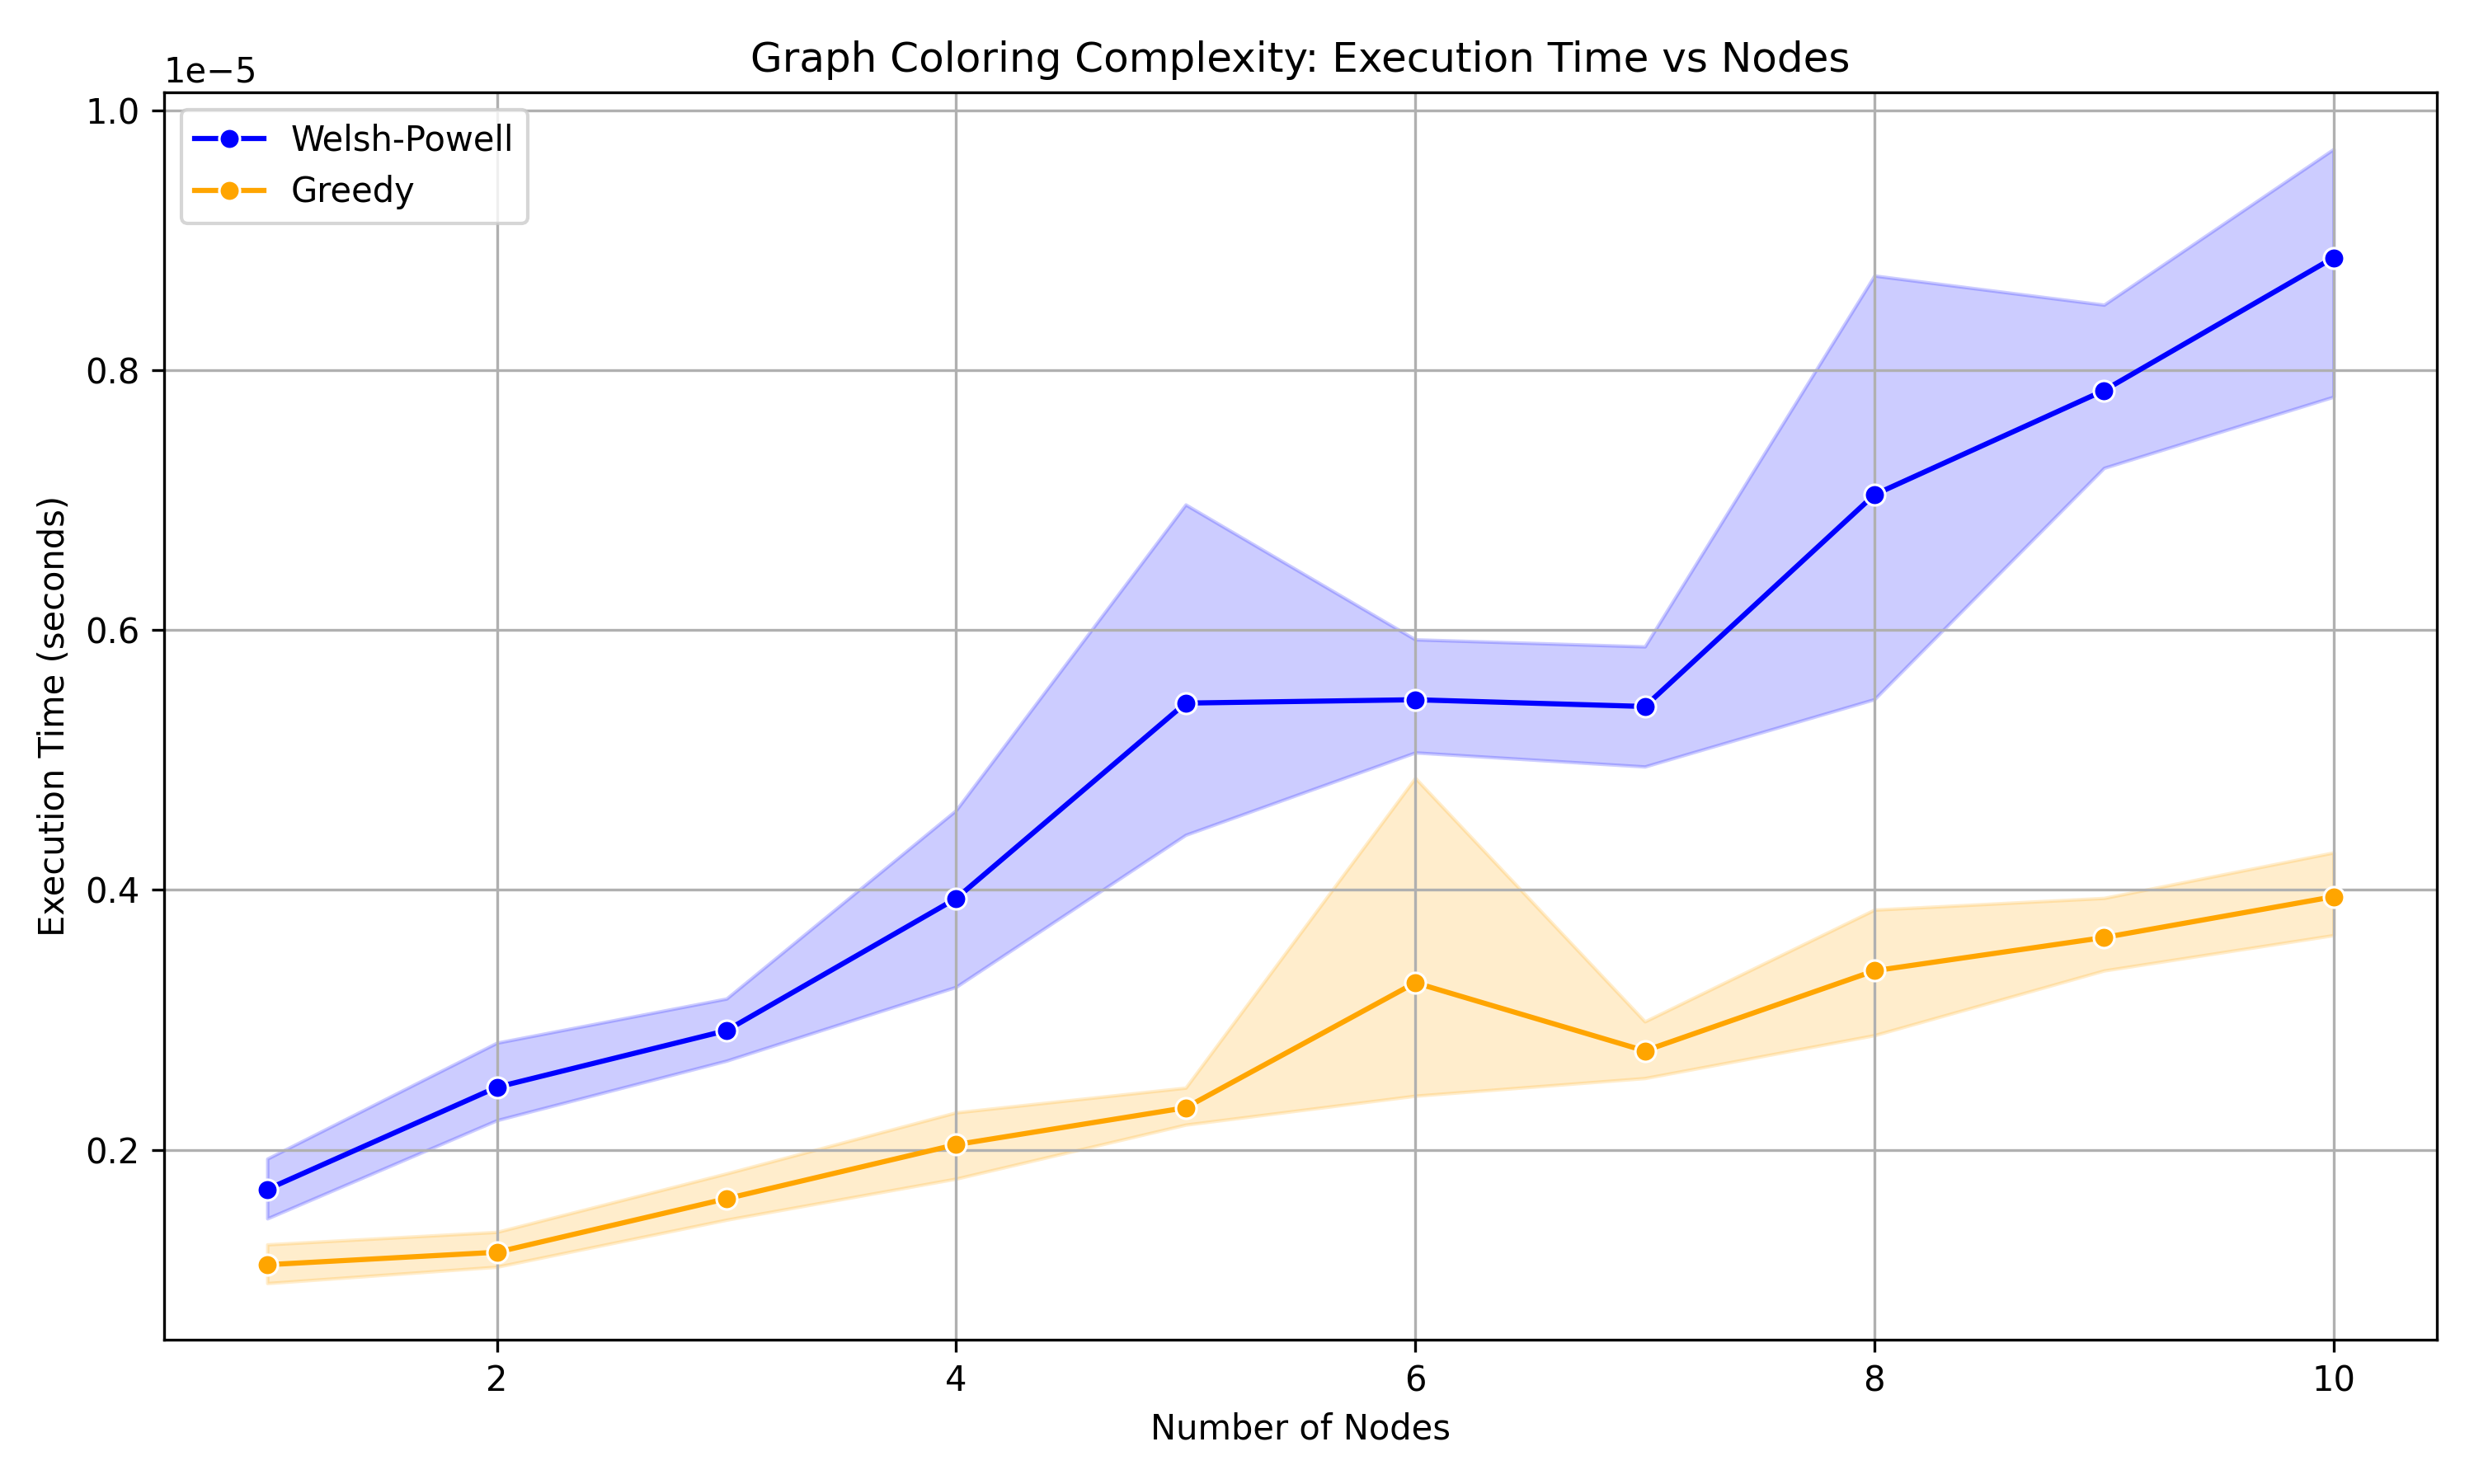 Graph Coloring Complexity: Execution Time vs Nodes
1e−5
1.0
0.8
0.6
0.4
0.2
Welsh-Powell
Greedy
Execution Time (seconds)
2
4
6
8
10
Number of Nodes